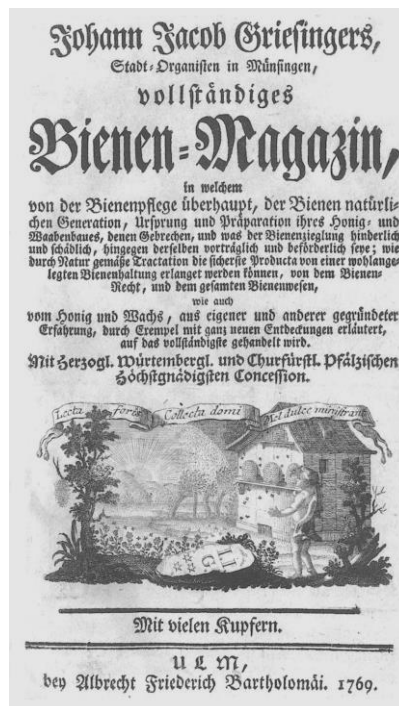 Johann Jacob Griesingers,
Stadt-Organisten in Münsingen,
vollständiges
Bienen-Magazin,
in welchem
von der Bienenpflege überhaupt, der Bienen natürli-
chen Generation, Ursprung und Präparation ihres Honig- und
Waabenbaues, denen Gebrechen, und was der Bienenzieglung hinderlich
und schädlich, hingegen derselben vorträglich und beförderlich seye; wie
durch Natur gemäße Tractation die sicherste Producta von einer wohlange-
legten Bienenhaltung erlanget werden können, von dem Bienen-
Recht, und dem gesamten Bienenwesen,
wie auch
vom Honig und Wachs, aus eigener und anderer gegründeter
Erfahrung, durch Exempel mit ganz neuen Entdeckungen erläutert,
auf das vollständigste gehandelt wird.
Mit Herzogl. Würtembergl. und Churfürstl. Pfälzischen
Höchstgnädigsten Concession.
Lecta foris Collecta domi Mel dulce ministrant
Mit vielen Kupfern.
ULM,
bey Albrecht Friederich Bartholomäi. 1769.